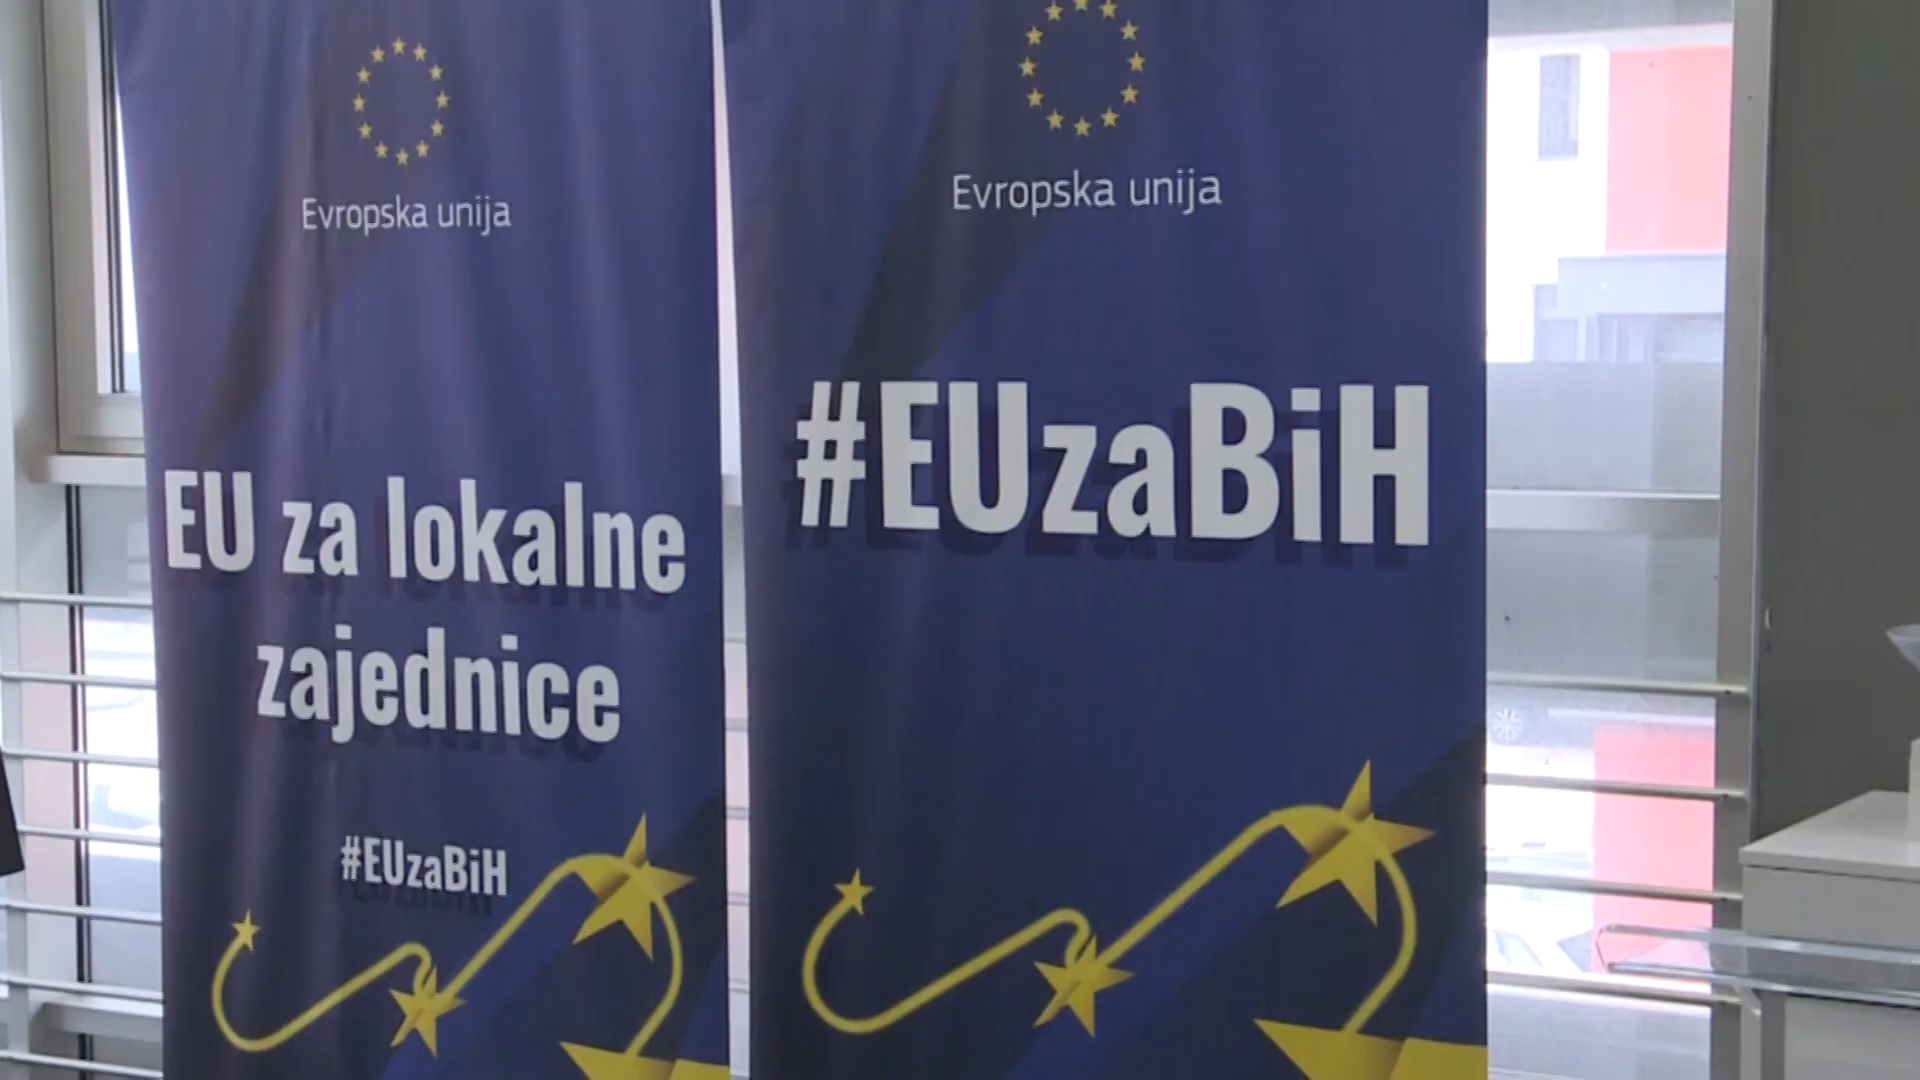 Evropska unija
EU za lokalne
zajednice
#EUzaBiH
Evropska unija
#EUzaBiH